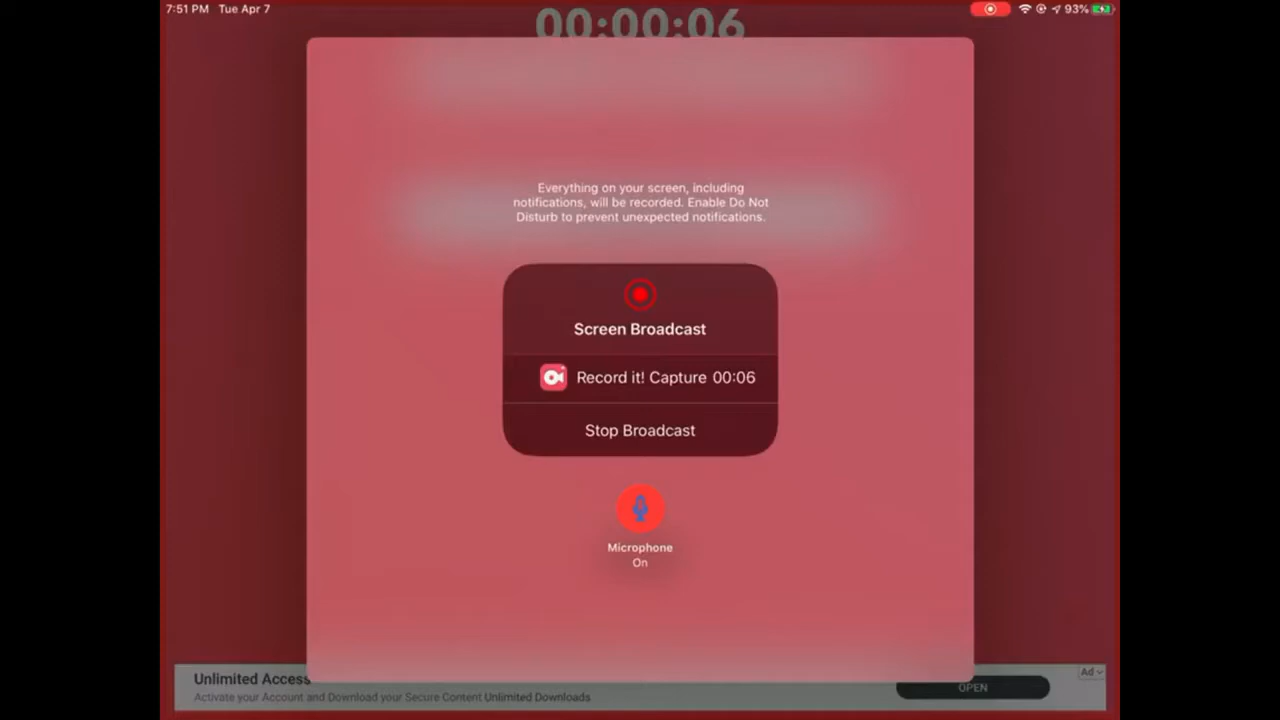 7:51 PM Tue Apr 7
93%
00:00:06
Everything on your screen, including
notifications, will be recorded. Enable Do Not
Disturb to prevent unexpected notifications.
Screen Broadcast
Record it! Capture 00:06
Stop Broadcast
Microphone
On
Unlimited Access
Activate your Account and Download your Secure Content Unlimited Downloads
OPEN
Ad